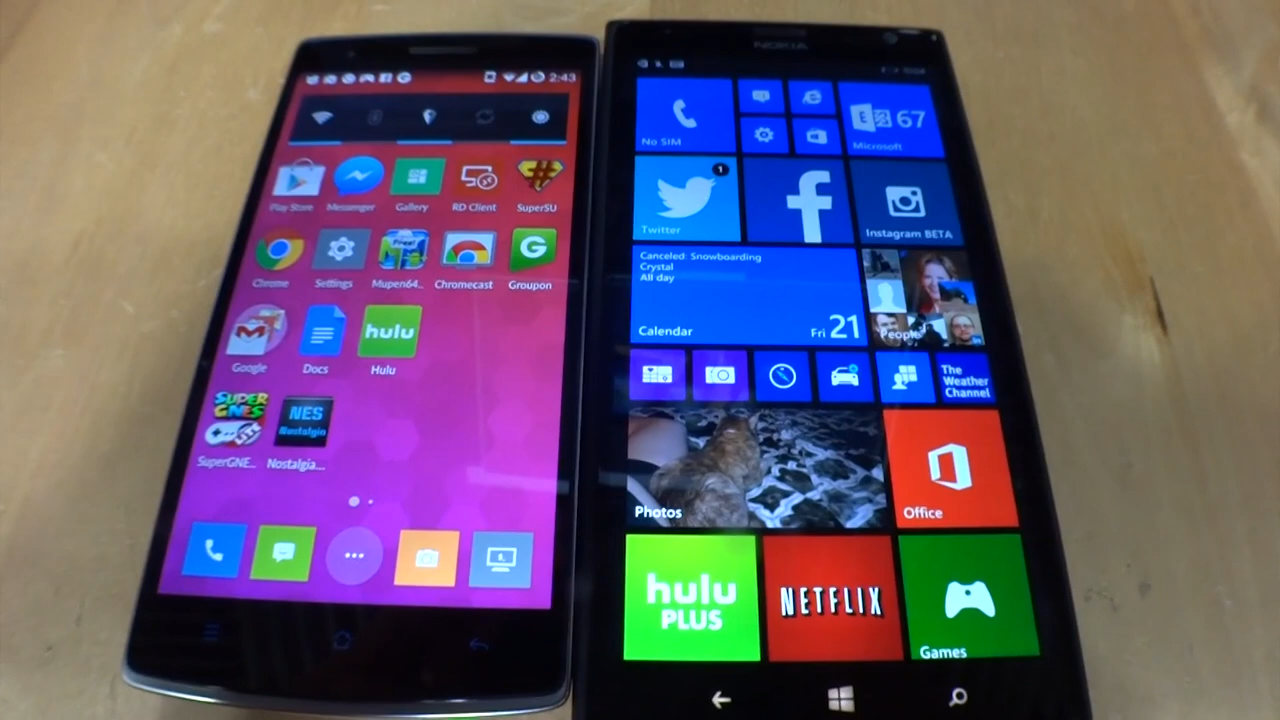 2:43
Play Store
Messenger
Gallery
RD Client
SuperSU
Chrome
Settings
Free!
Mupen64..
Chromecast
G
Groupon
Google
Docs
hulu
Hulu
SUPER
GNES
NES
Nostalgia
SuperGNE..
Nostalgia...
NOKIA
No SIM
E
67
Microsoft
1
Twitter
f
Instagram BETA
Canceled: Snowboarding
Crystal
All day
Calendar
Fri 21
People
The
Weather
Channel
Photos
Office
hulu
PLUS
NETFLIX
Games